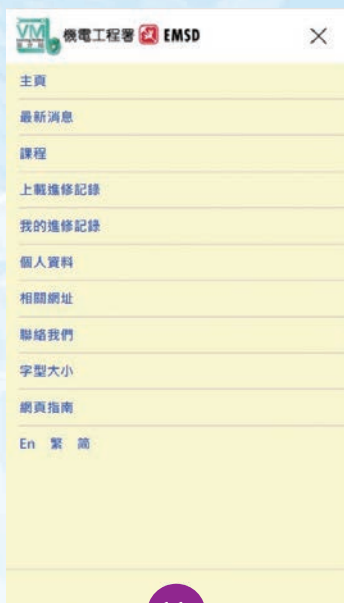 VM 機電工程署 EMSD
主頁
最新消息
課程
上載進修記錄
我的進修記錄
個人資料
相關網址
聯絡我們
字型大小
網頁指南
En 繁 简